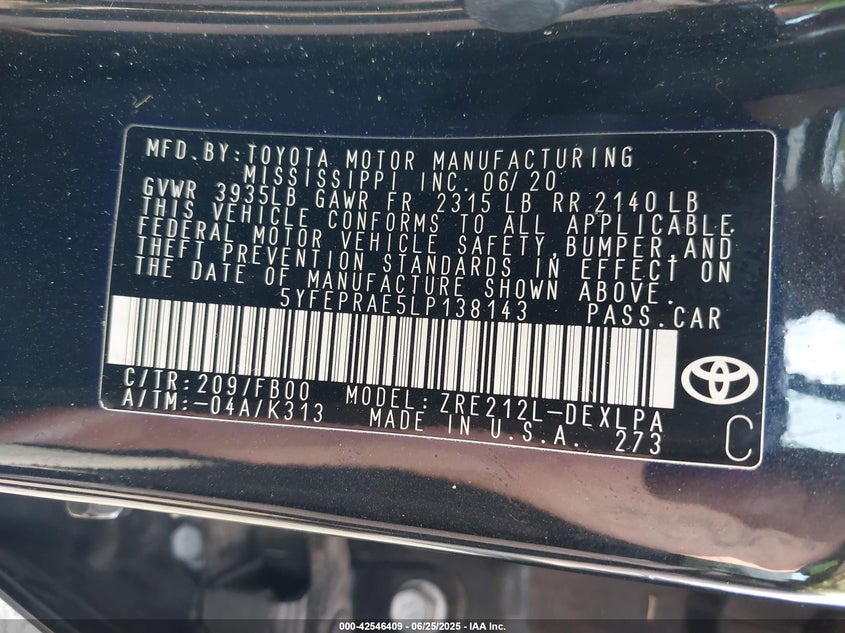 MFD.BY:TOYOTA MOTOR MANUFACTURING
MISSISSIPPI INC. 06/20
GVWR 3935LB GAWR FR 2315 LB RR 2140 LB
THIS VEHICLE CONFORMS TO ALL APPLICABLE
FEDERAL MOTOR VEHICLE SAFETY,BUMPER,AND
THEFT PREVENTION STANDARDS IN EFFECT ON
THE DATE OF MANUFACTURE SHOWN ABOVE.
5YFEPRAE5LP138143 PASS.CAR
C/TR:209/FB00 MODEL:ZRE212L-DEXLPA
A/TM:-04A/K313 MADE IN U.S.A. 273
C
000-42546409 - 06/25/2025 - IAA Inc.